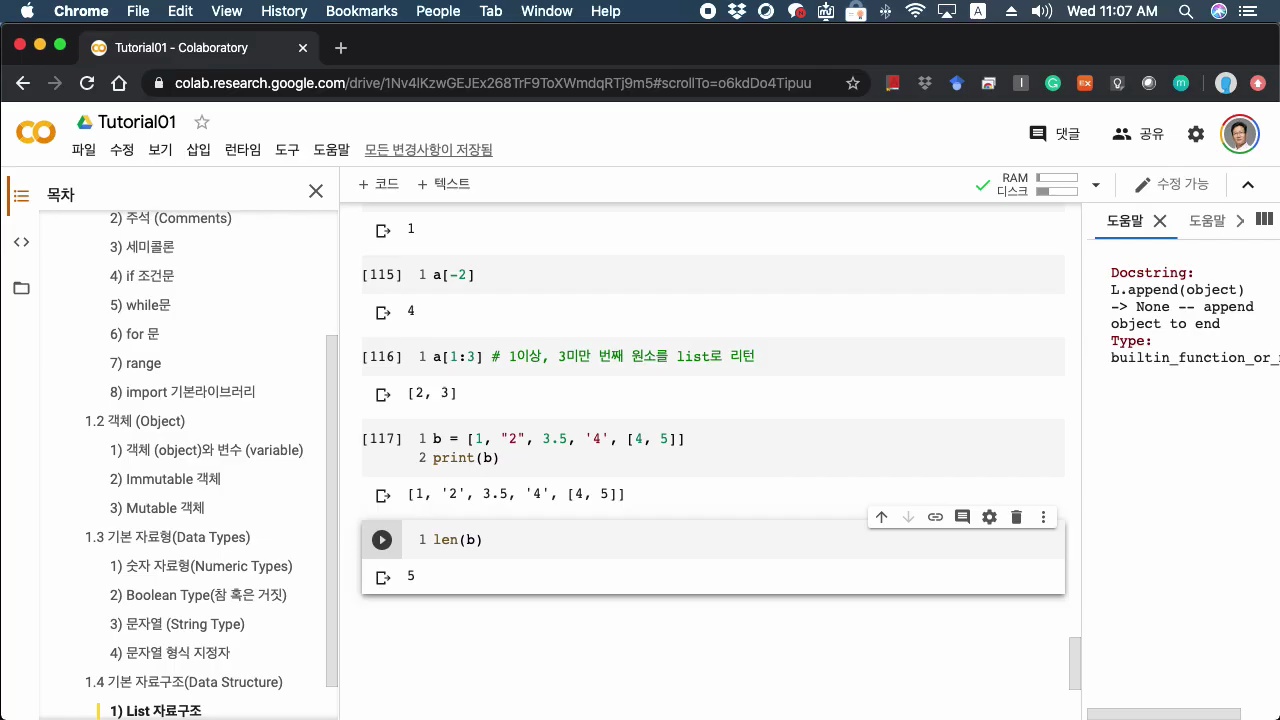 Chrome File Edit View History Bookmarks People Tab Window Help A Wed 11:07 AM
Tutorial01 - Colaboratory
colab.research.google.com/drive/1Nv4lKzwGEJEx268TrF9ToXWmdqRTj9m5#scrollTo=o6kdDo4Tipuu
Tutorial01
댓글 공유
파일 수정 보기 삽입 런타임 도구 도움말 모든 변경사항이 저장됨
목차
+ 코드 + 텍스트
RAM
디스크
수정 가능
2) 주석 (Comments)
3) 세미콜론
4) if 조건문
5) while문
6) for 문
7) range
8) import 기본라이브러리
1.2 객체 (Object)
1) 객체 (object)와 변수 (variable)
2) Immutable 객체
3) Mutable 객체
1.3 기본 자료형(Data Types)
1) 숫자 자료형(Numeric Types)
2) Boolean Type(참 혹은 거짓)
3) 문자열 (String Type)
4) 문자열 형식 지정자
1.4 기본 자료구조(Data Structure)
1) List 자료구조
1
[115] 1 a[-2]
4
[116] 1 a[1:3] # 1이상, 3미만 번째 원소를 list로 리턴
[2, 3]
[117] 1 b = [1, "2", 3.5, '4', [4, 5]]
2 print(b)
[1, '2', 3.5, '4', [4, 5]]
1 len(b)
5
도움말 도움말
Docstring:
L.append(object)
-> None -- append
object to end
Type:
builtin_function_or_